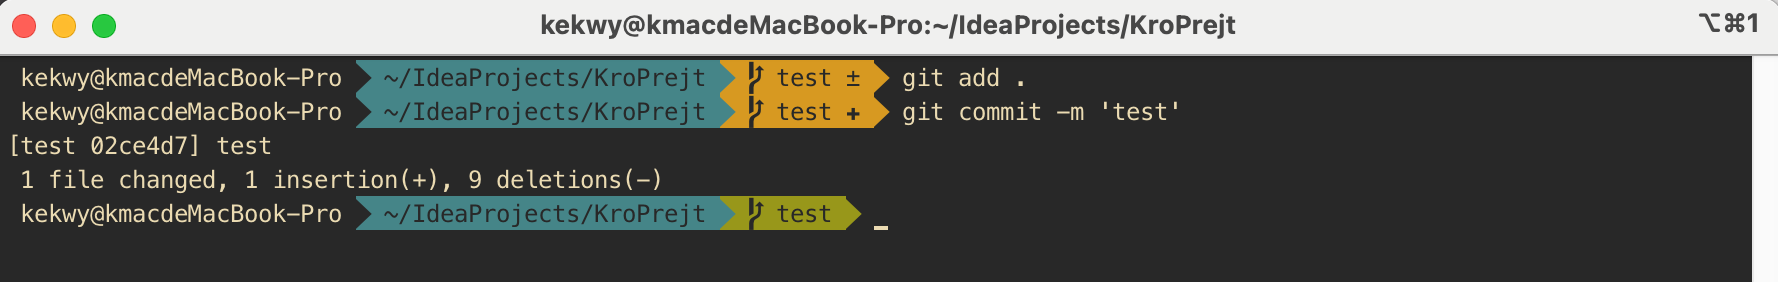 kekwy@kmacdeMacBook-Pro:~/IdeaProjects/KroPrejt ⌥⌘1
kekwy@kmacdeMacBook-Pro ~/IdeaProjects/KroPrejt test ± git add .
kekwy@kmacdeMacBook-Pro ~/IdeaProjects/KroPrejt test ✚ git commit -m 'test'
[test 02ce4d7] test
1 file changed, 1 insertion(+), 9 deletions(-)
kekwy@kmacdeMacBook-Pro ~/IdeaProjects/KroPrejt test